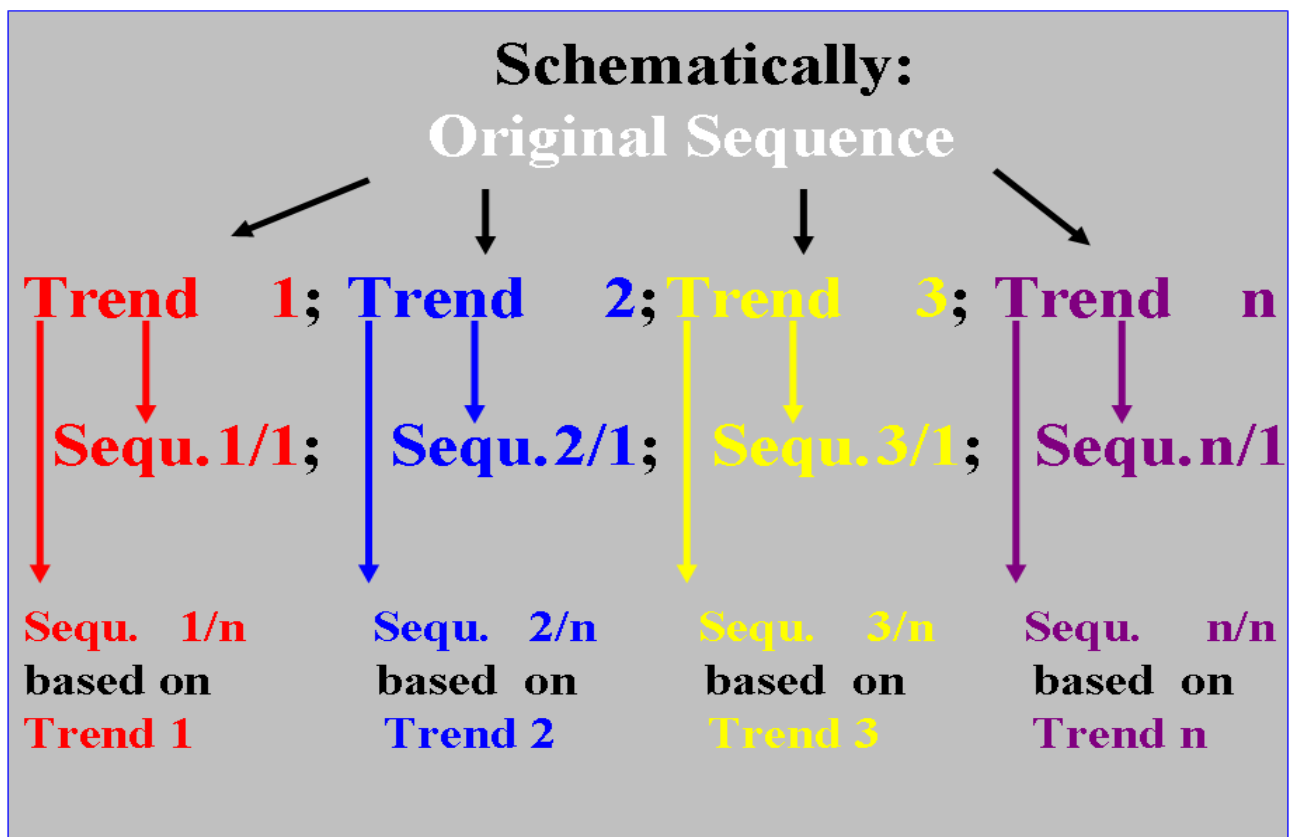 Schematically:
Original Sequence
Trend 1; Trend 2; Trend 3; Trend n
Sequ. 1/1; Sequ. 2/1; Sequ. 3/1; Sequ. n/1
Sequ. 1/n Sequ. 2/n Sequ. 3/n Sequ. n/n
based on based on based on based on
Trend 1 Trend 2 Trend 3 Trend n